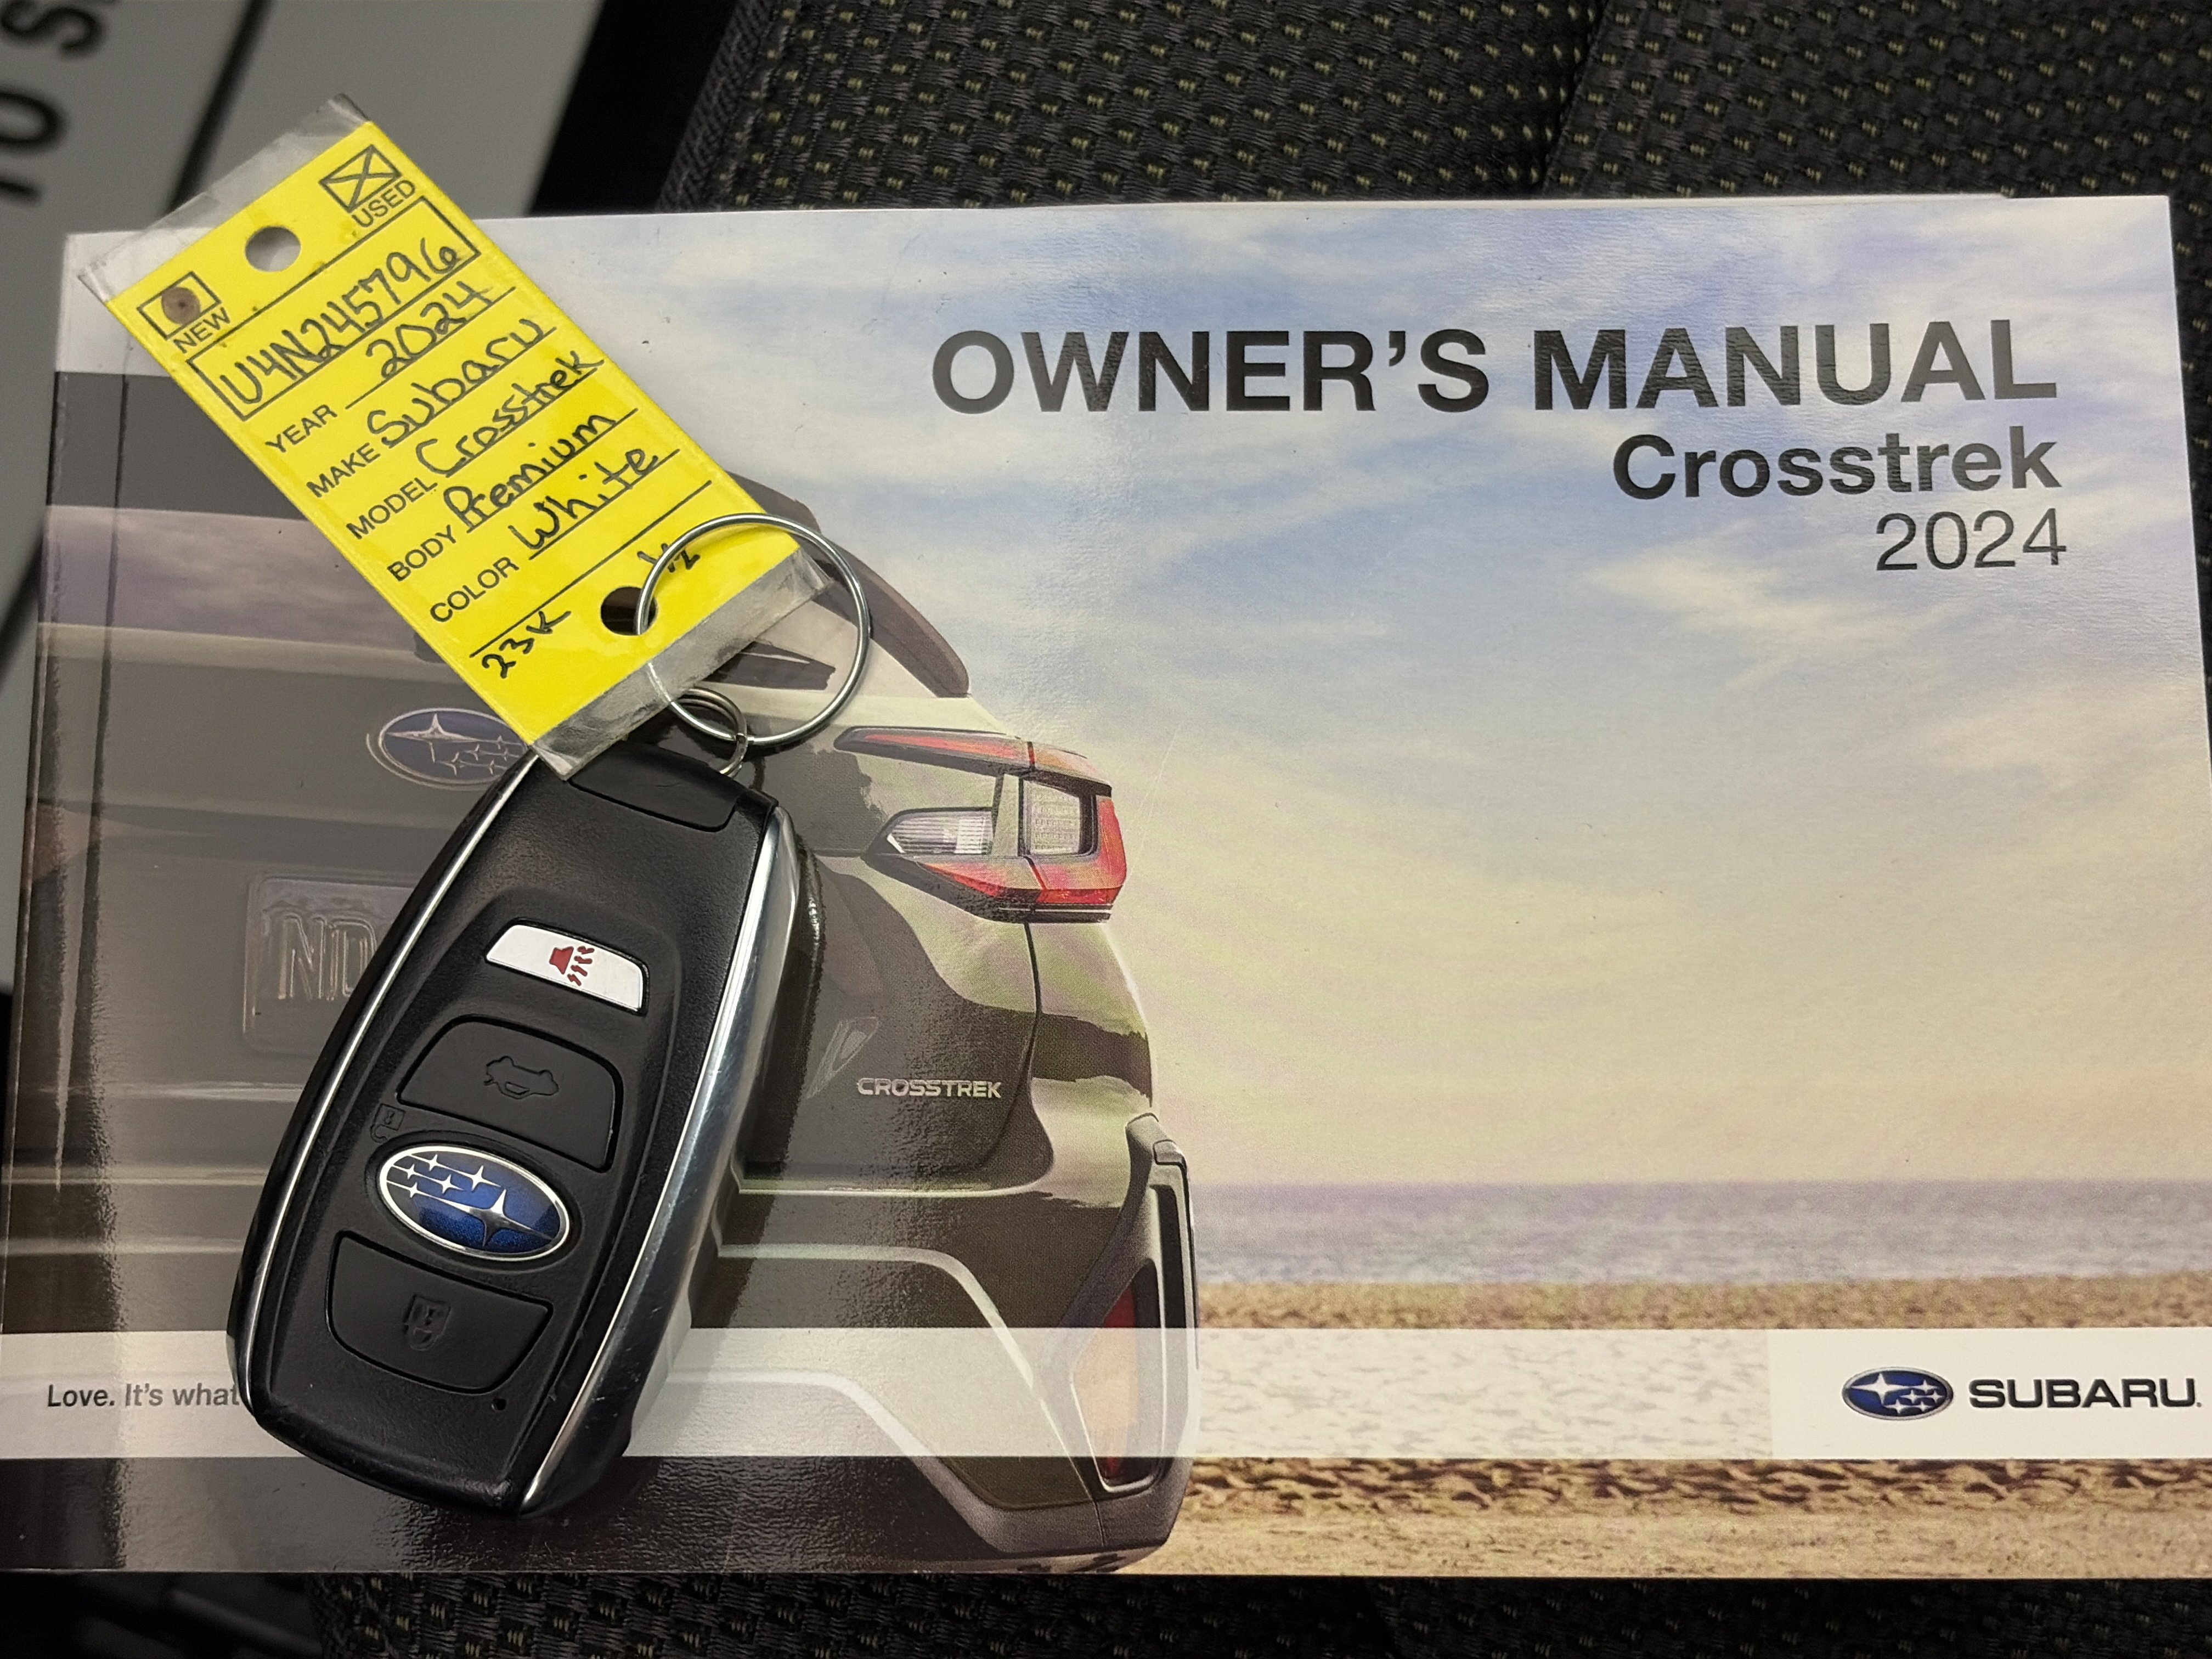 USED
NEW
U4N245796
YEAR 2024
MAKE Subaru
MODEL Crosstrek
BODY Premium
COLOR White
23K
OWNER'S MANUAL
Crosstrek
2024
CROSSTREK
Love. It's what
SUBARU.